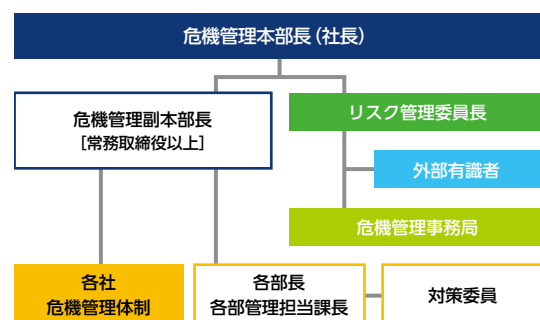 危機管理本部長（社長）
危機管理副本部長
［常務取締役以上］
リスク管理委員長
外部有識者
危機管理事務局
各社
危機管理体制
各部長
各部管理担当課長
対策委員